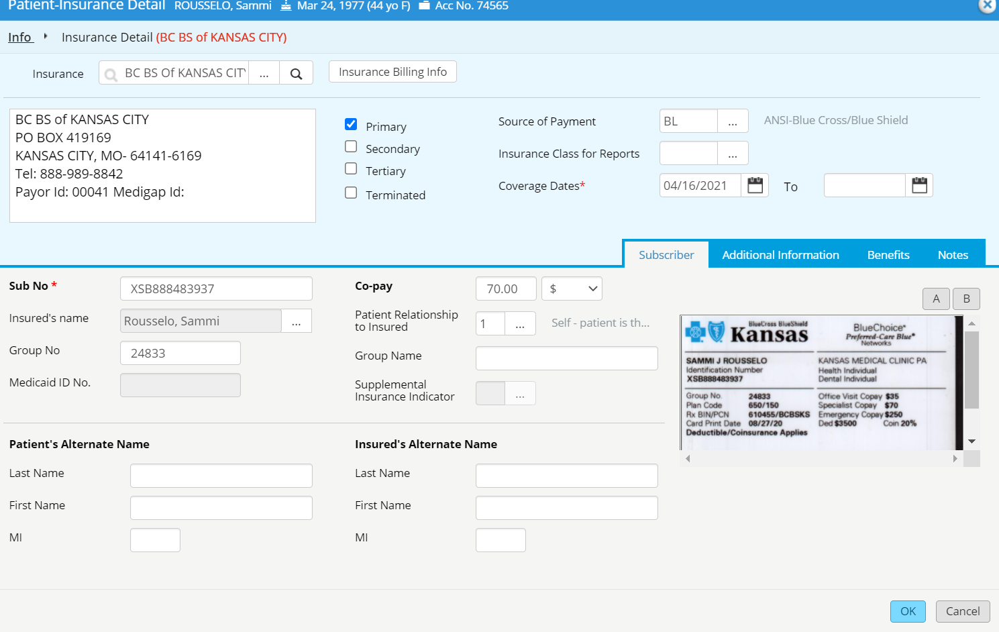 Patient-Insurance Detail ROUSSELO, Sammi Mar 24, 1977 (44 yo F) Acc No. 74565
Info Insurance Detail (BC BS of KANSAS CITY)
Insurance BC BS Of KANSAS CIT ... Insurance Billing Info
BC BS of KANSAS CITY
PO BOX 419169
KANSAS CITY, MO- 64141-6169
Tel: 888-989-8842
Payor Id: 00041 Medigap Id:
Primary
Secondary
Tertiary
Terminated
Source of Payment BL ... ANSI-Blue Cross/Blue Shield
Insurance Class for Reports ...
Coverage Dates* 04/16/2021 To
Subscriber Additional Information Benefits Notes
Sub No * XSB888483937
Insured's name Rousselo, Sammi ...
Group No 24833
Medicaid ID No.
Co-pay 70.00 $
Patient Relationship
to Insured 1 ... Self - patient is th...
Group Name
Supplemental
Insurance Indicator ...
A B
BlueCross BlueShield
Kansas
BlueChoice®
Preferred-Care Blue®
Networks
SAMMI J ROUSSELO
Identification Number
XSB888483937
KANSAS MEDICAL CLINIC PA
Health Individual
Dental Individual
Group No. 24833
Plan Code 650/150
Rx BIN/PCN 610455/BCBSKS
Card Print Date 08/27/20
Deductible/Coinsurance Applies
Office Visit Copay $35
Specialist Copay $70
Emergency Copay $250
Ded $3500 Coin 20%
Patient's Alternate Name
Last Name
First Name
MI
Insured's Alternate Name
Last Name
First Name
MI
OK Cancel